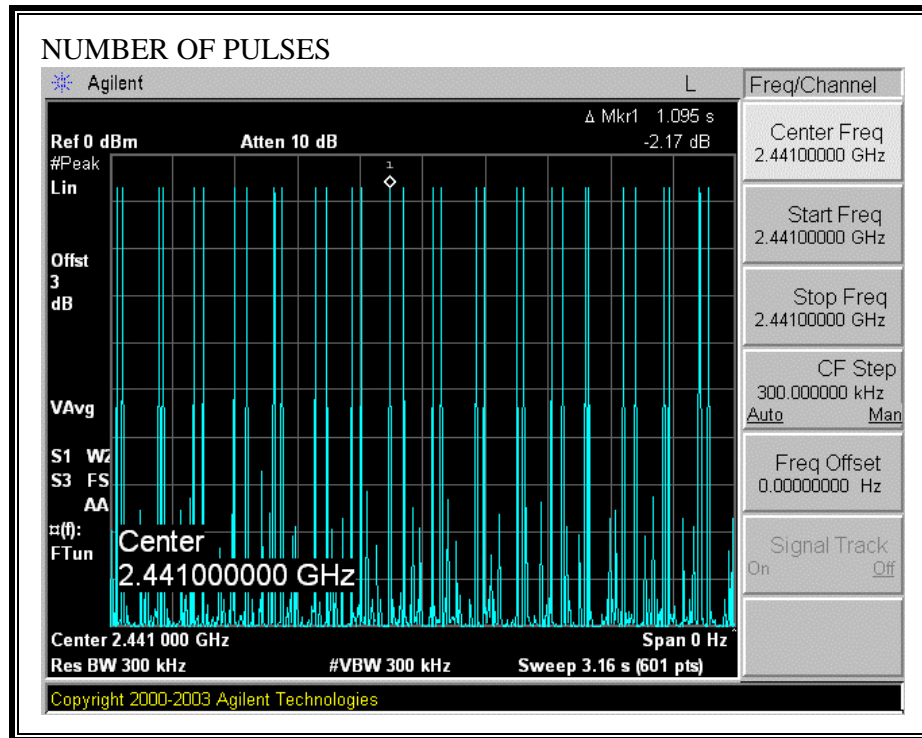 NUMBER OF PULSES
Agilent L Freq/Channel
Δ Mkr1 1.095 s
Ref 0 dBm Atten 10 dB -2.17 dB
#Peak
Lin
1
Offst
3
dB
VAvg
S1 W2
S3 FS
AA
¤(f):
FTun
Center
2.441000000 GHz
Center 2.441 000 GHz Span 0 Hz^
Res BW 300 kHz #VBW 300 kHz Sweep 3.16 s (601 pts)
Copyright 2000-2003 Agilent Technologies
Center Freq
2.44100000 GHz
Start Freq
2.44100000 GHz
Stop Freq
2.44100000 GHz
CF Step
300.000000 kHz
Auto Man
Freq Offset
0.00000000 Hz
Signal Track
On Off